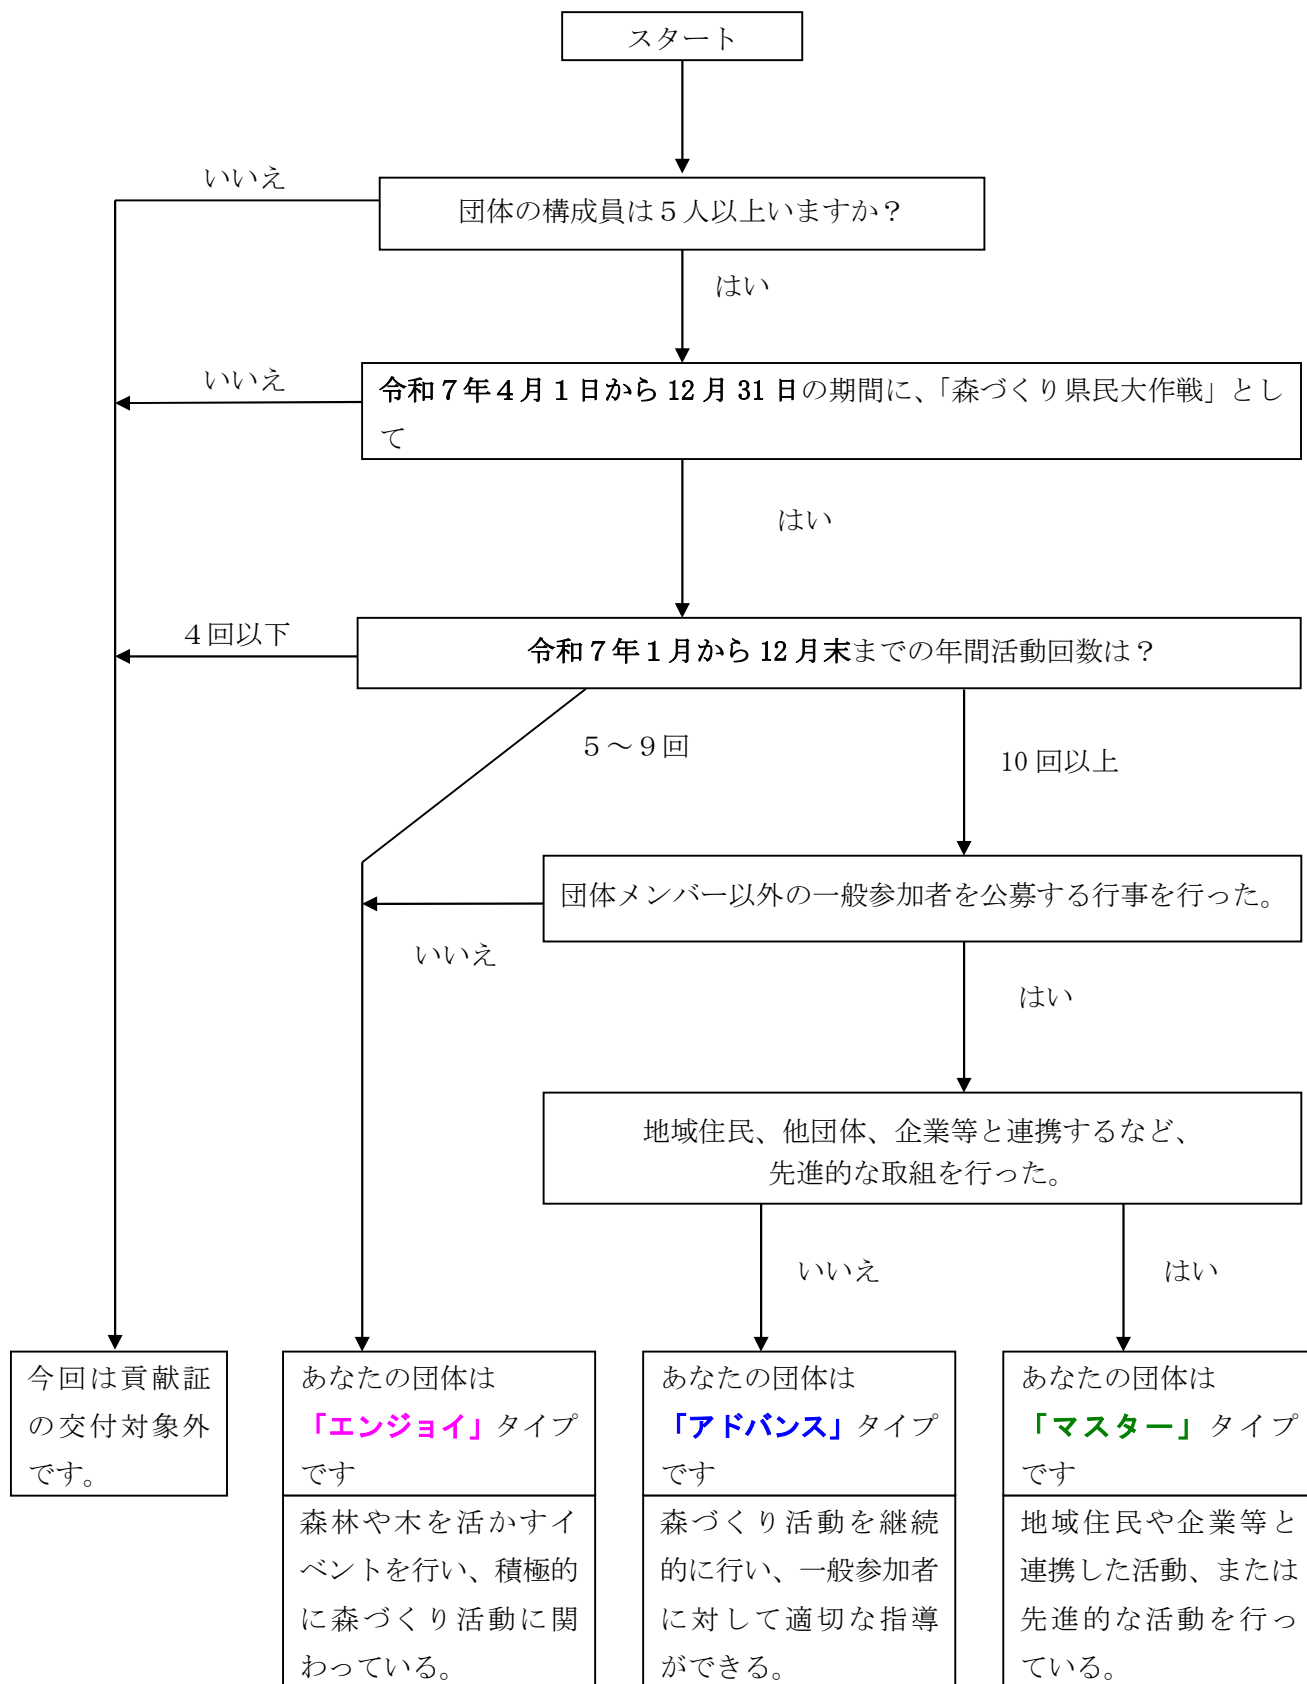 スタート
いいえ
団体の構成員は５人以上いますか？
はい
いいえ
令和７年４月１日から 12 月 31 日の期間に、「森づくり県民大作戦」とし
て
はい
４回以下
令和７年１月から 12 月末までの年間活動回数は？
５～９回
10 回以上
団体メンバー以外の一般参加者を公募する行事を行った。
いいえ
はい
地域住民、他団体、企業等と連携するなど、
先進的な取組を行った。
いいえ
はい
今回は貢献証
の交付対象外
です。
あなたの団体は
「エンジョイ」タイプ
です
森林や木を活かすイ
ベントを行い、積極的
に森づくり活動に関
わっている。
あなたの団体は
「アドバンス」タイプ
です
森づくり活動を継続
的に行い、一般参加者
に対して適切な指導
ができる。
あなたの団体は
「マスター」タイプ
です
地域住民や企業等と
連携した活動、または
先進的な活動を行っ
ている。